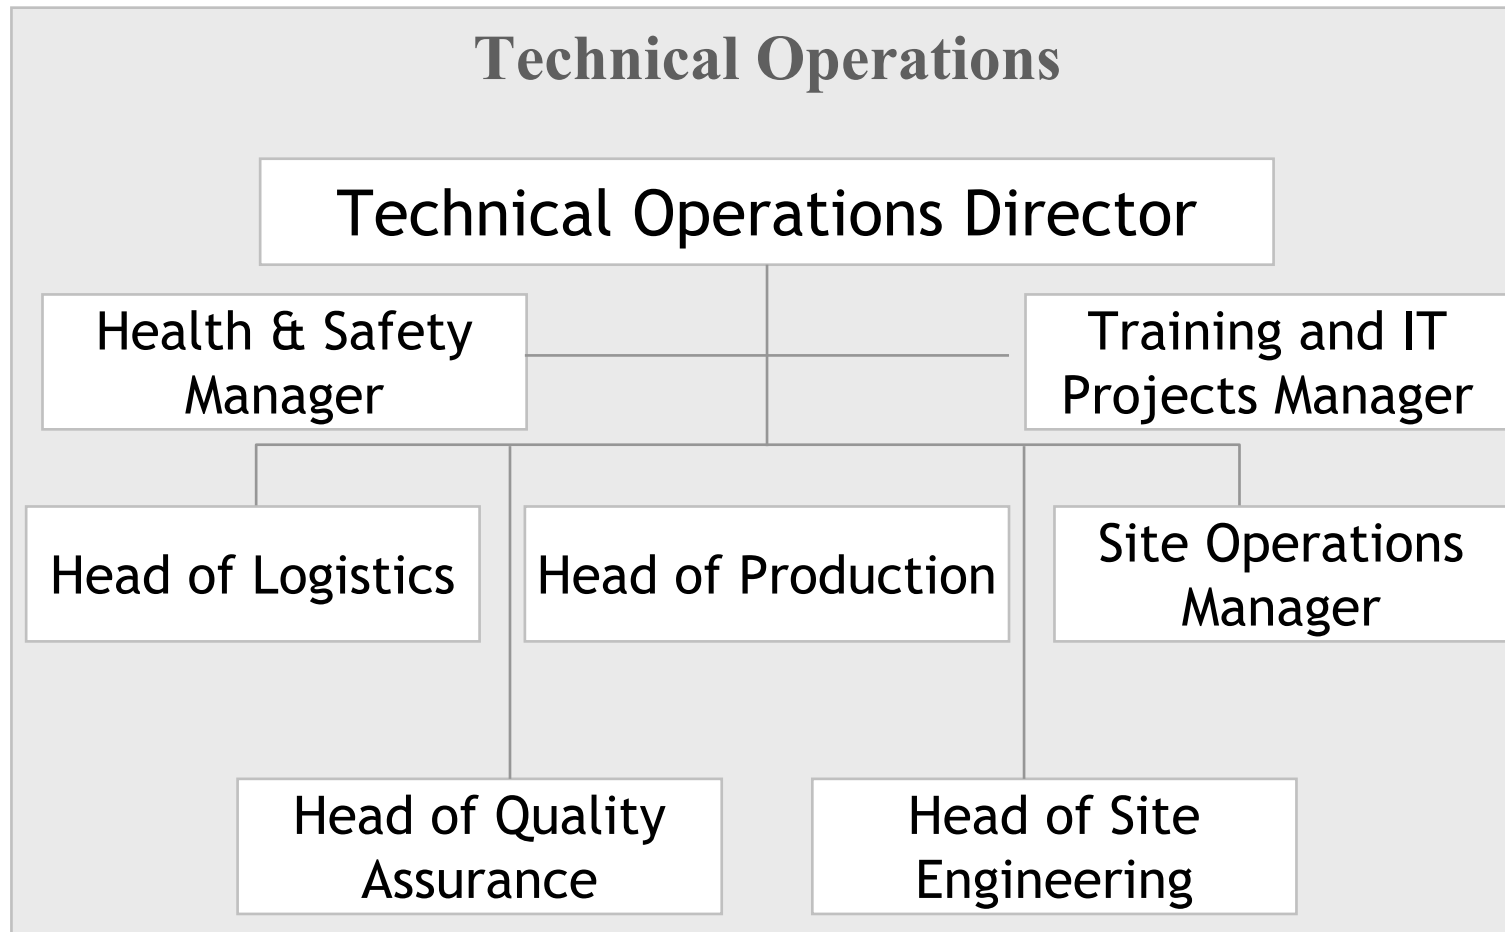 Technical Operations
Technical Operations Director
Health & Safety
Manager
Training and IT
Projects Manager
Head of Logistics
Head of Production
Site Operations
Manager
Head of Quality
Assurance
Head of Site
Engineering